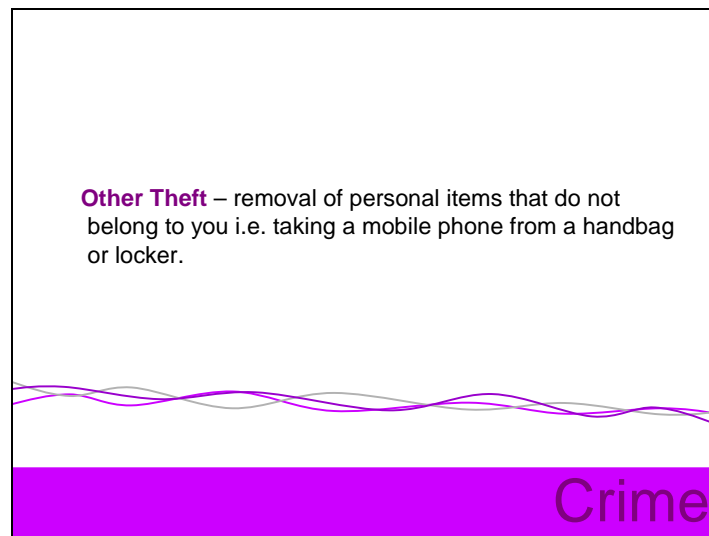 Other Theft – removal of personal items that do not
belong to you i.e. taking a mobile phone from a handbag
or locker.
Crime